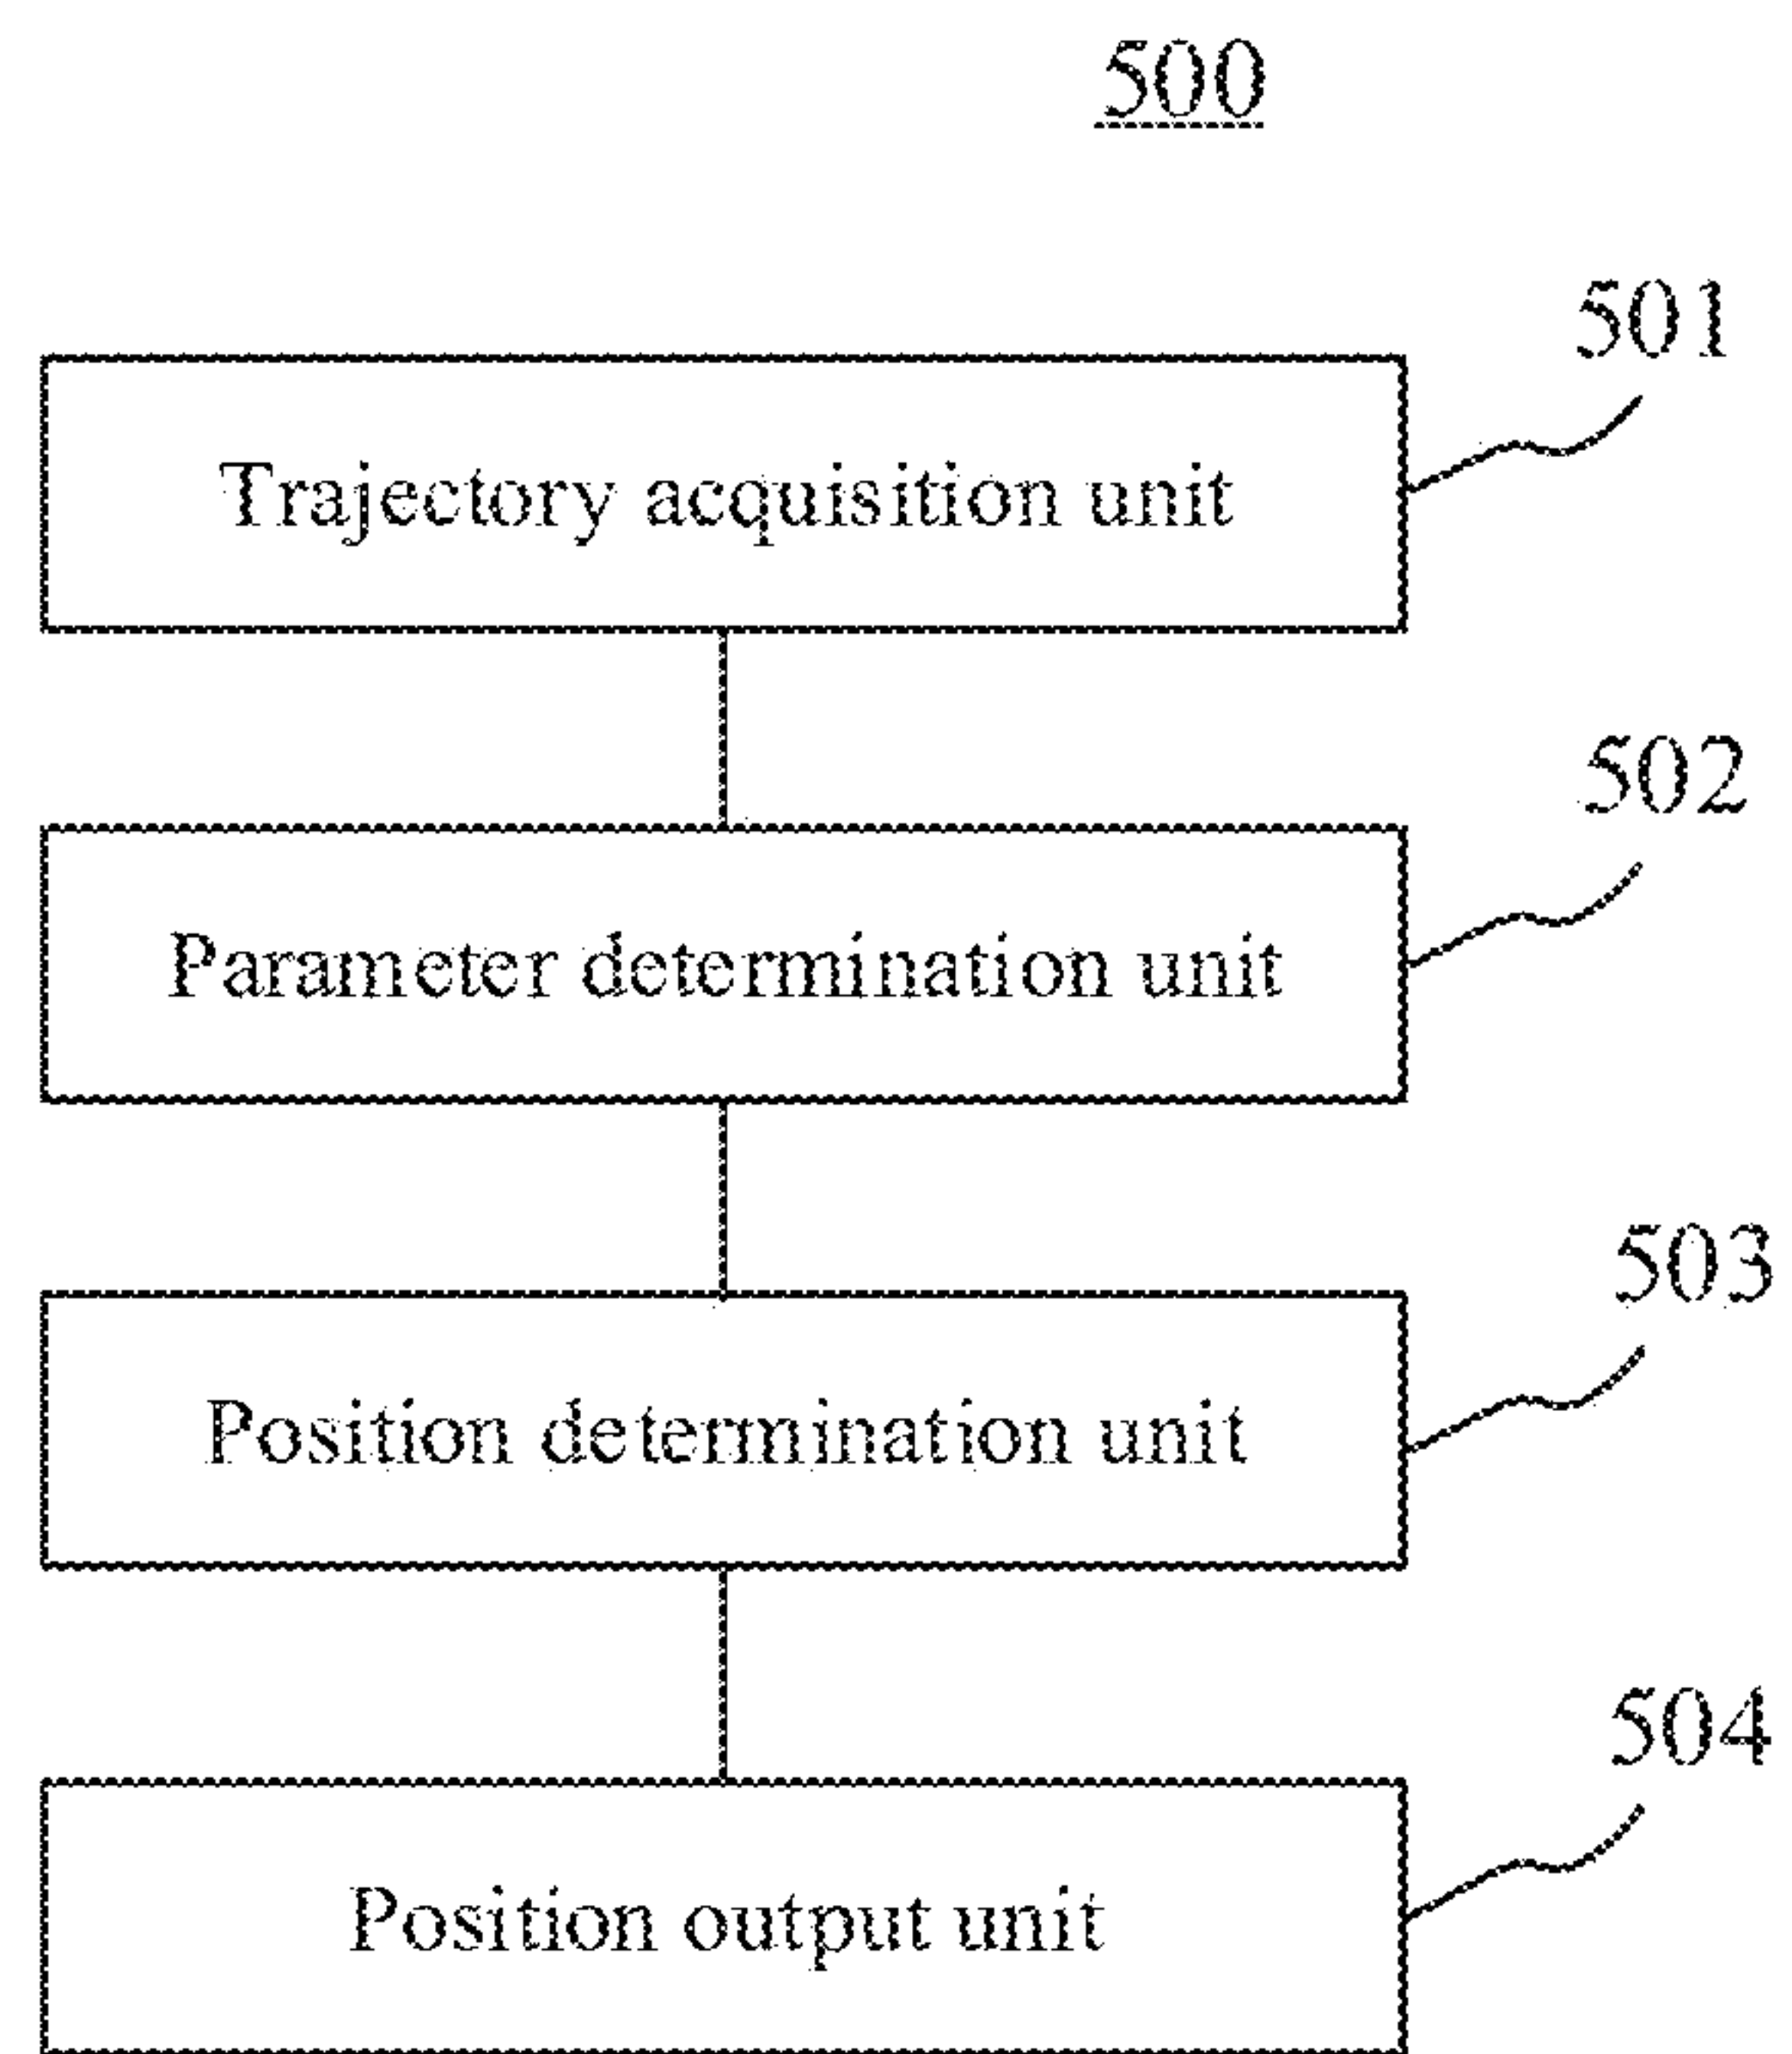 500
501
Trajectory acquisition unit
502
Parameter determination unit
503
Position determination unit
504
Position output unit